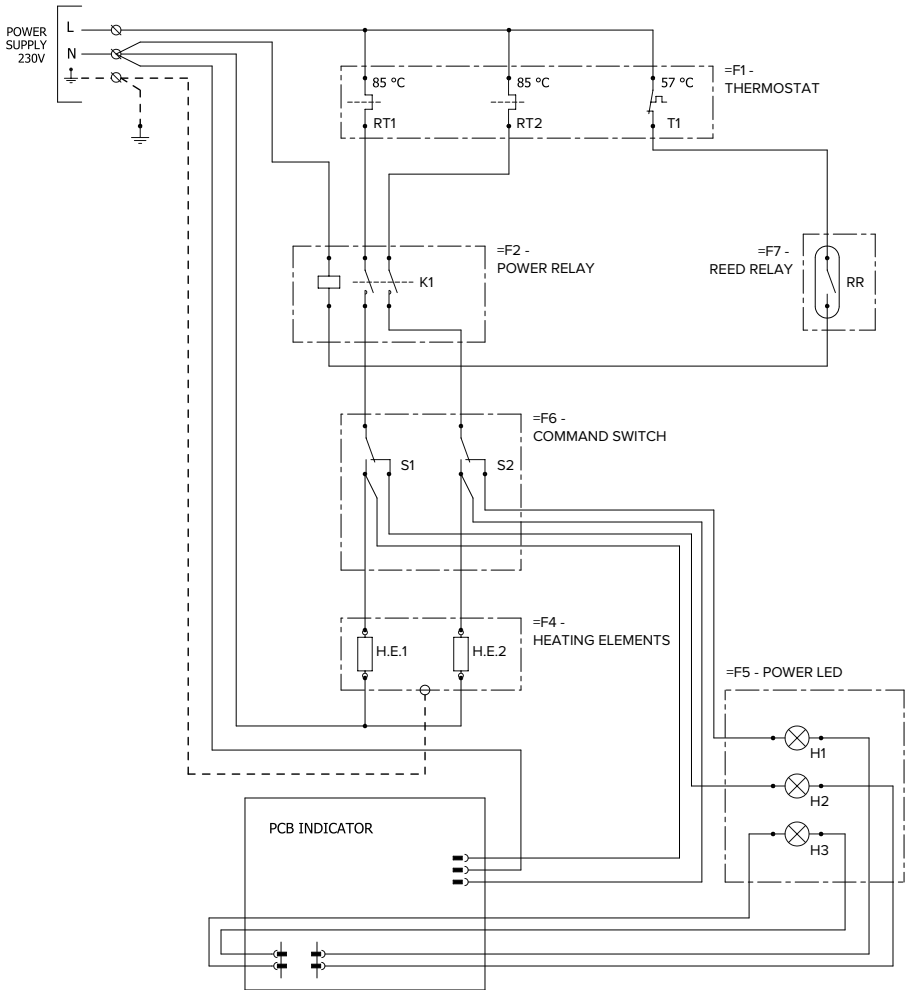 L
POWER
SUPPLY
230V
N
85 °C
85 °C
57 °C
=F1 -
THERMOSTAT
RT1
RT2
T1
=F2 -
POWER RELAY
=F7 -
REED RELAY
K1
RR
=F6 -
COMMAND SWITCH
S1
S2
=F4 -
HEATING ELEMENTS
H.E.1
H.E.2
=F5 - POWER LED
H1
H2
PCB INDICATOR
H3